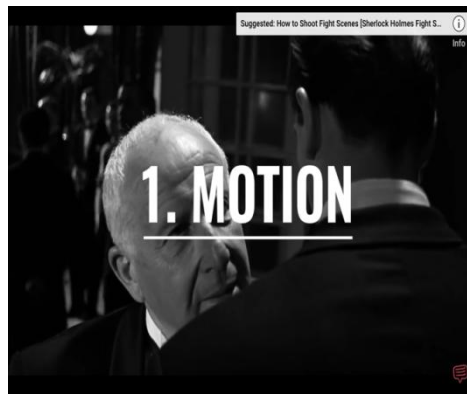 Suggested: How to Shoot Fight Scenes [Sherlock Holmes Fight S...
Info
1. MOTION